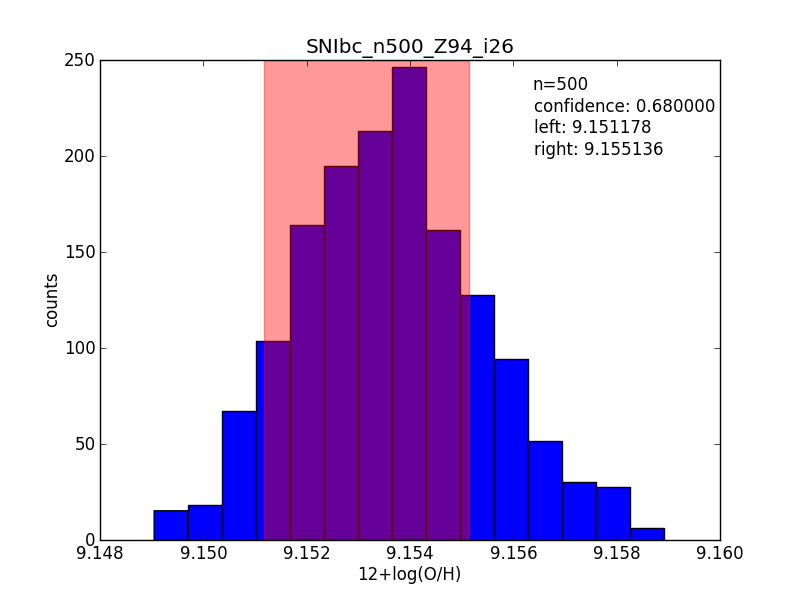 SNIbc_n500_Z94_i26
n=500
confidence: 0.680000
left: 9.151178
right: 9.155136
250
200
150
100
50
0
counts
9.148 9.150 9.152 9.154 9.156 9.158 9.160
12+log(O/H)